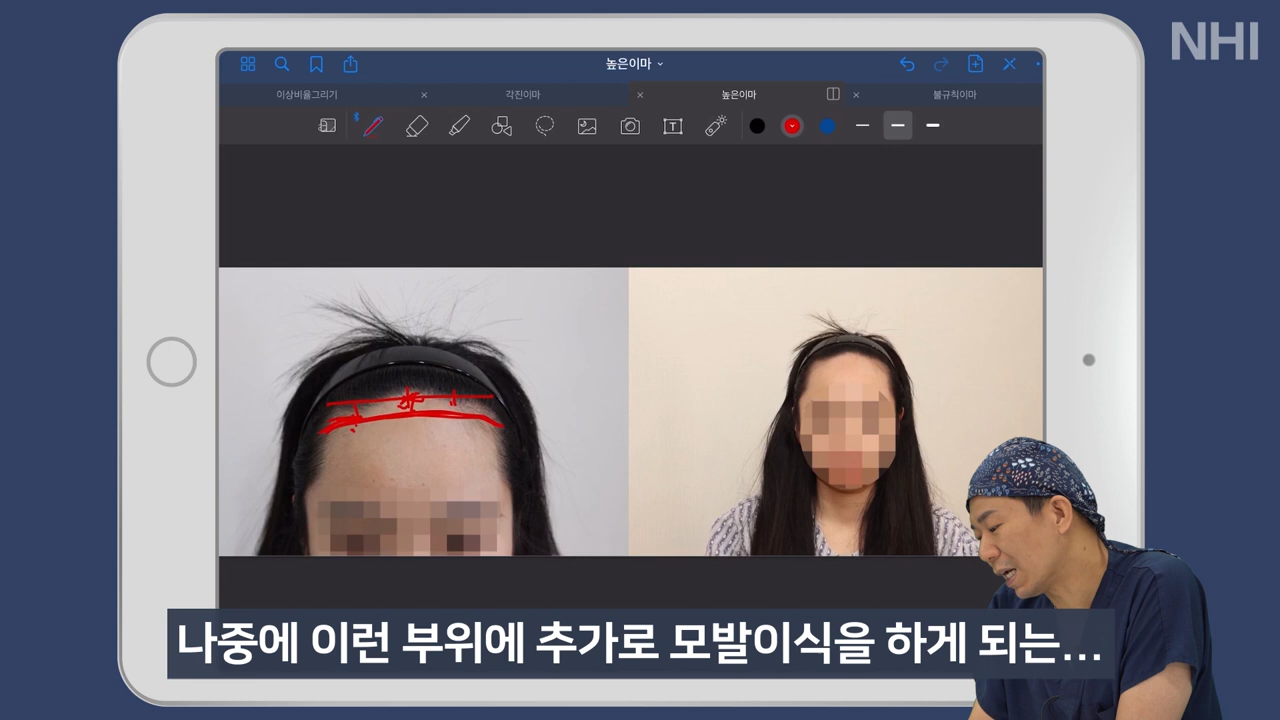 NHI
높은이마
이상비율그리기
각진이마
높은이마
불규칙이마
T
나중에 이런 부위에 추가로 모발이식을 하게 되는...